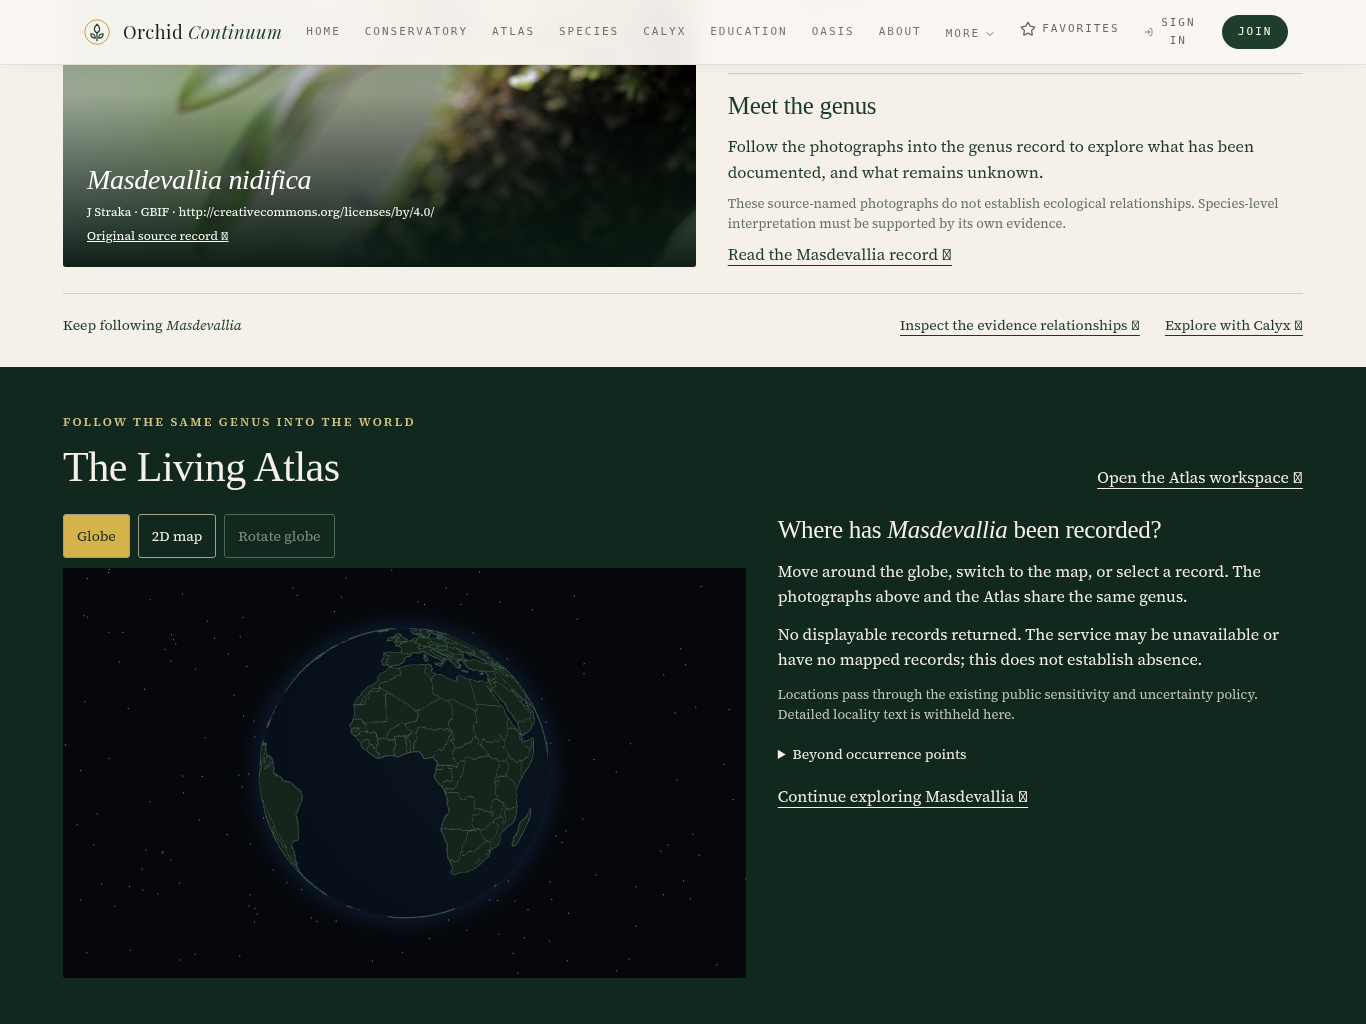 Orchid Continuum
HOME
CONSERVATORY
ATLAS
SPECIES
CALYX
EDUCATION
OASIS
ABOUT
MORE
FAVORITES
SIGN
IN
JOIN
Masdevallia nidifica
J Straka · GBIF · http://creativecommons.org/licenses/by/4.0/
Original source record
Meet the genus
Follow the photographs into the genus record to explore what has been
documented, and what remains unknown.
These source-named photographs do not establish ecological relationships. Species-level
interpretation must be supported by its own evidence.
Read the Masdevallia record
Keep following Masdevallia
Inspect the evidence relationships
Explore with Calyx
FOLLOW THE SAME GENUS INTO THE WORLD
The Living Atlas
Open the Atlas workspace
Globe
2D map
Rotate globe
Where has Masdevallia been recorded?
Move around the globe, switch to the map, or select a record. The
photographs above and the Atlas share the same genus.
No displayable records returned. The service may be unavailable or
have no mapped records; this does not establish absence.
Locations pass through the existing public sensitivity and uncertainty policy.
Detailed locality text is withheld here.
Beyond occurrence points
Continue exploring Masdevallia